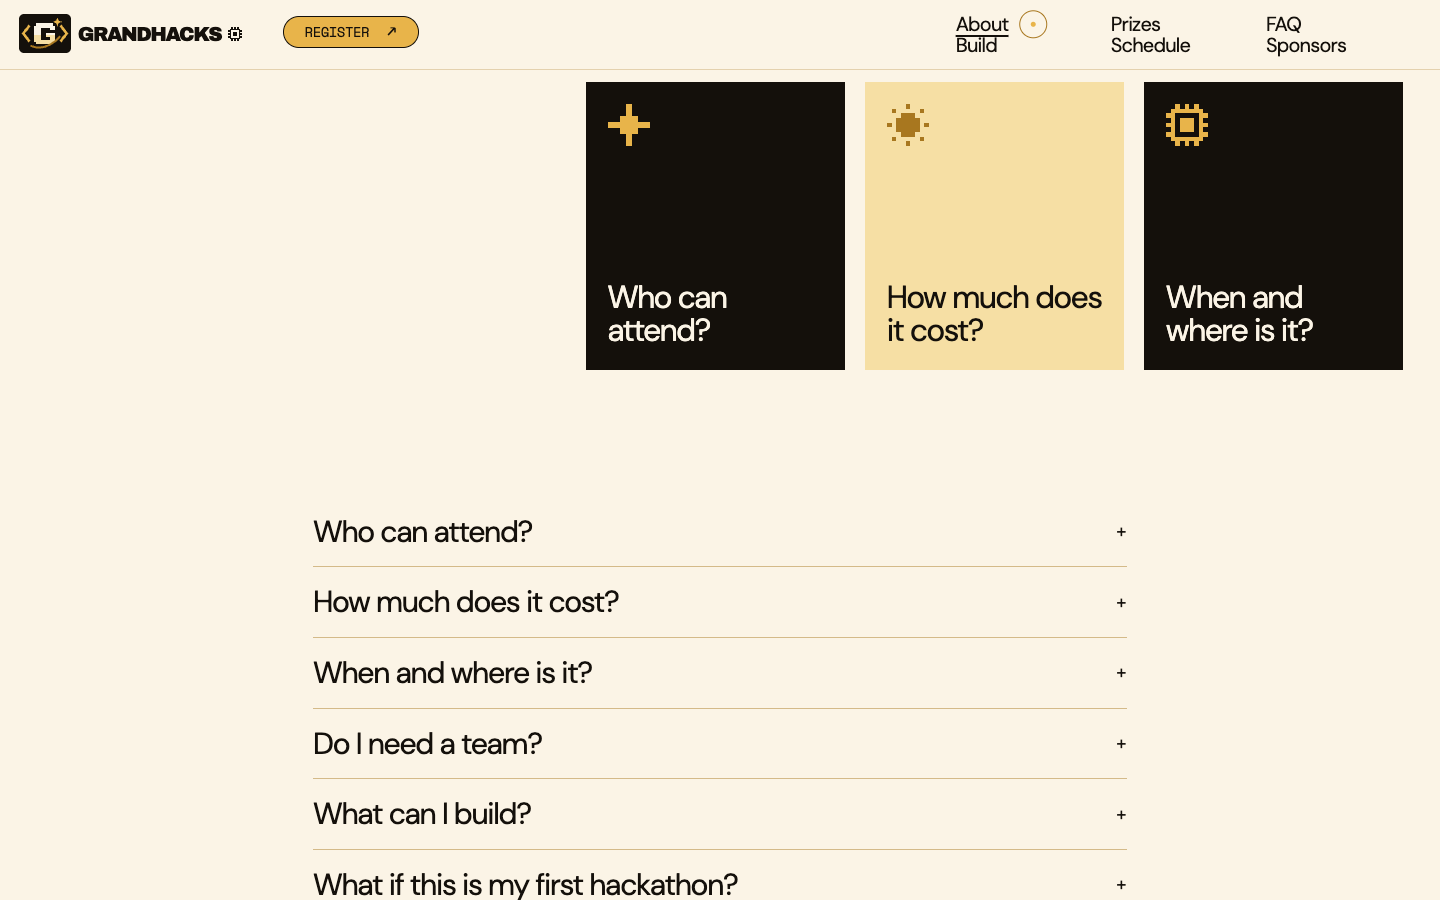 GRANDHACKS
REGISTER ↗
About
Build
Prizes
Schedule
FAQ
Sponsors
Who can
attend?
How much does
it cost?
When and
where is it?
Who can attend? +
How much does it cost? +
When and where is it? +
Do I need a team? +
What can I build? +
What if this is my first hackathon? +